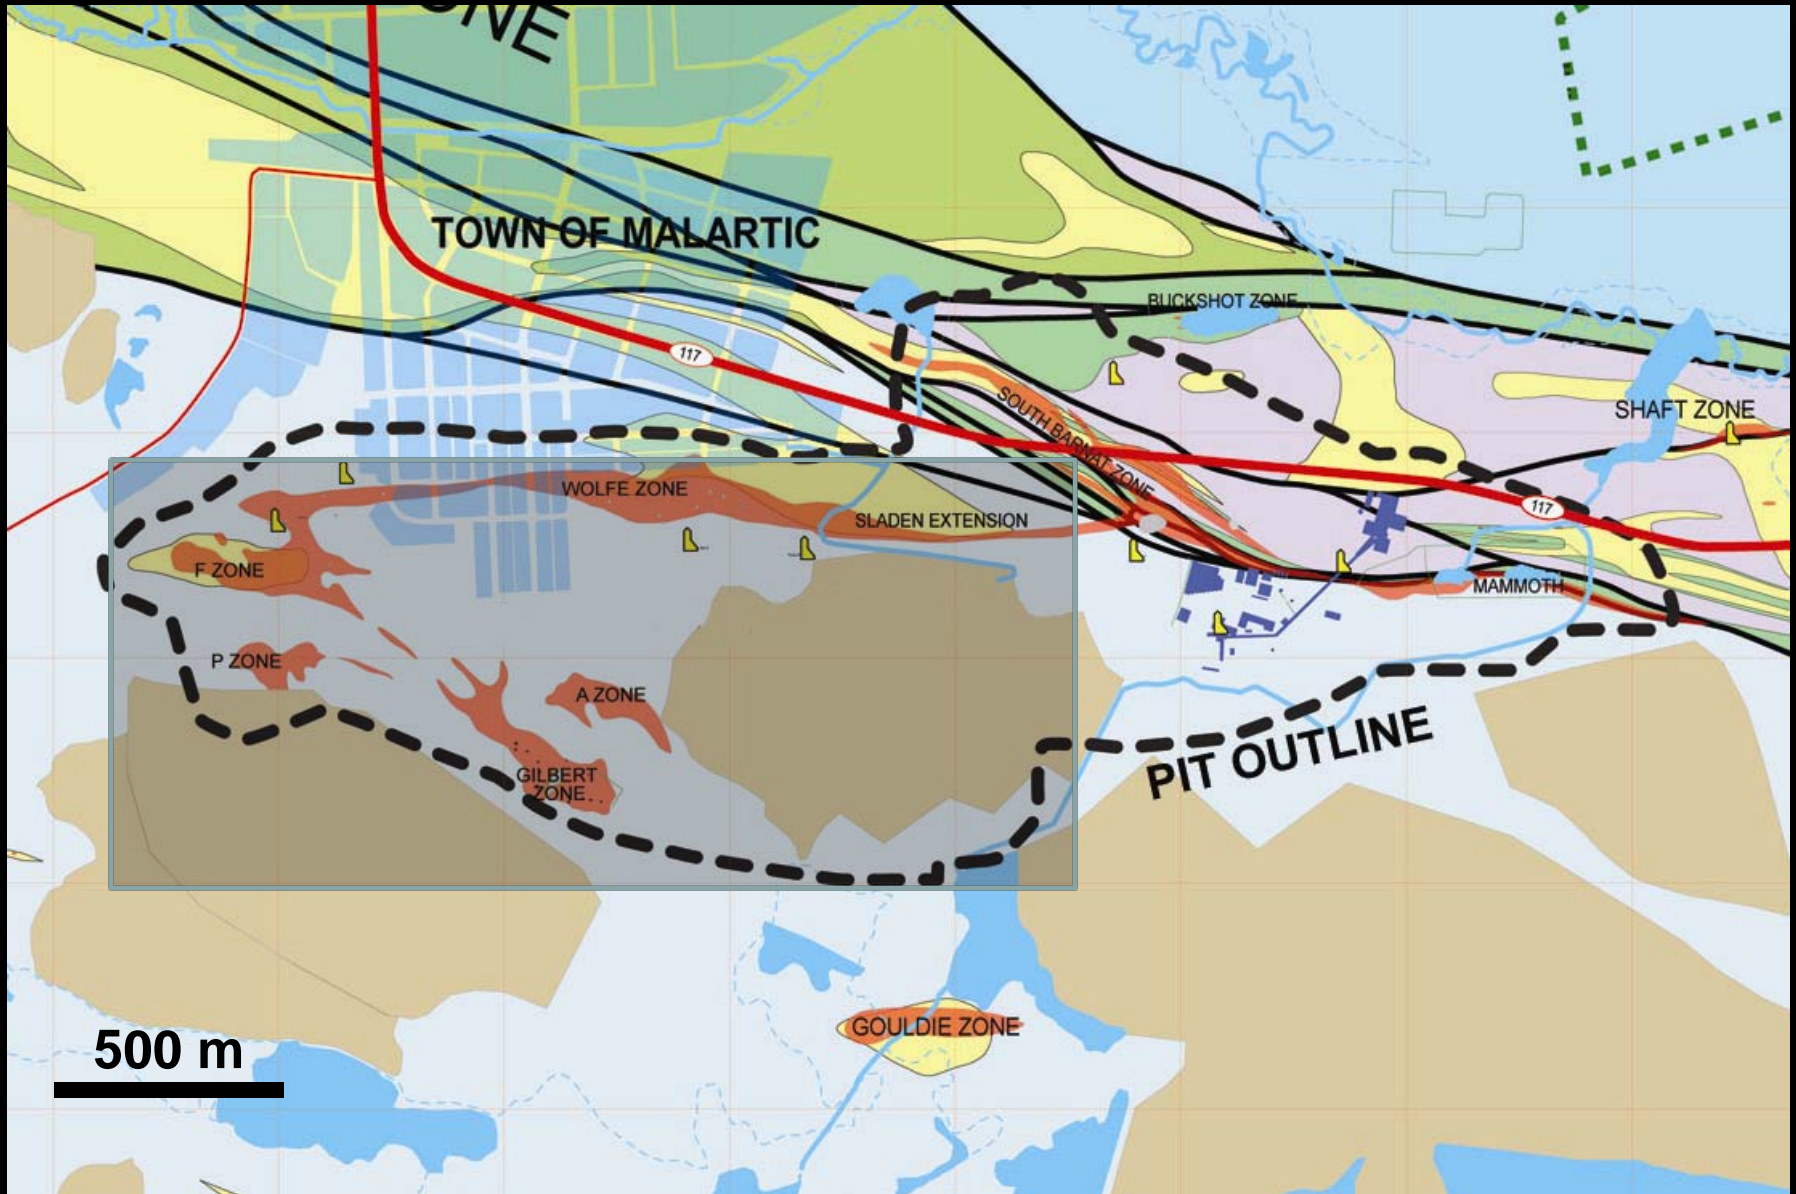 ONE
TOWN OF MALARTIC
BUCKSHOT ZONE
117
SOUTH BARNAT ZONE
SHAFT ZONE
WOLFE ZONE
SLADEN EXTENSION
117
F ZONE
MAMMOTH
P ZONE
A ZONE
PIT OUTLINE
GILBERT
ZONE
GOULDIE ZONE
500 m